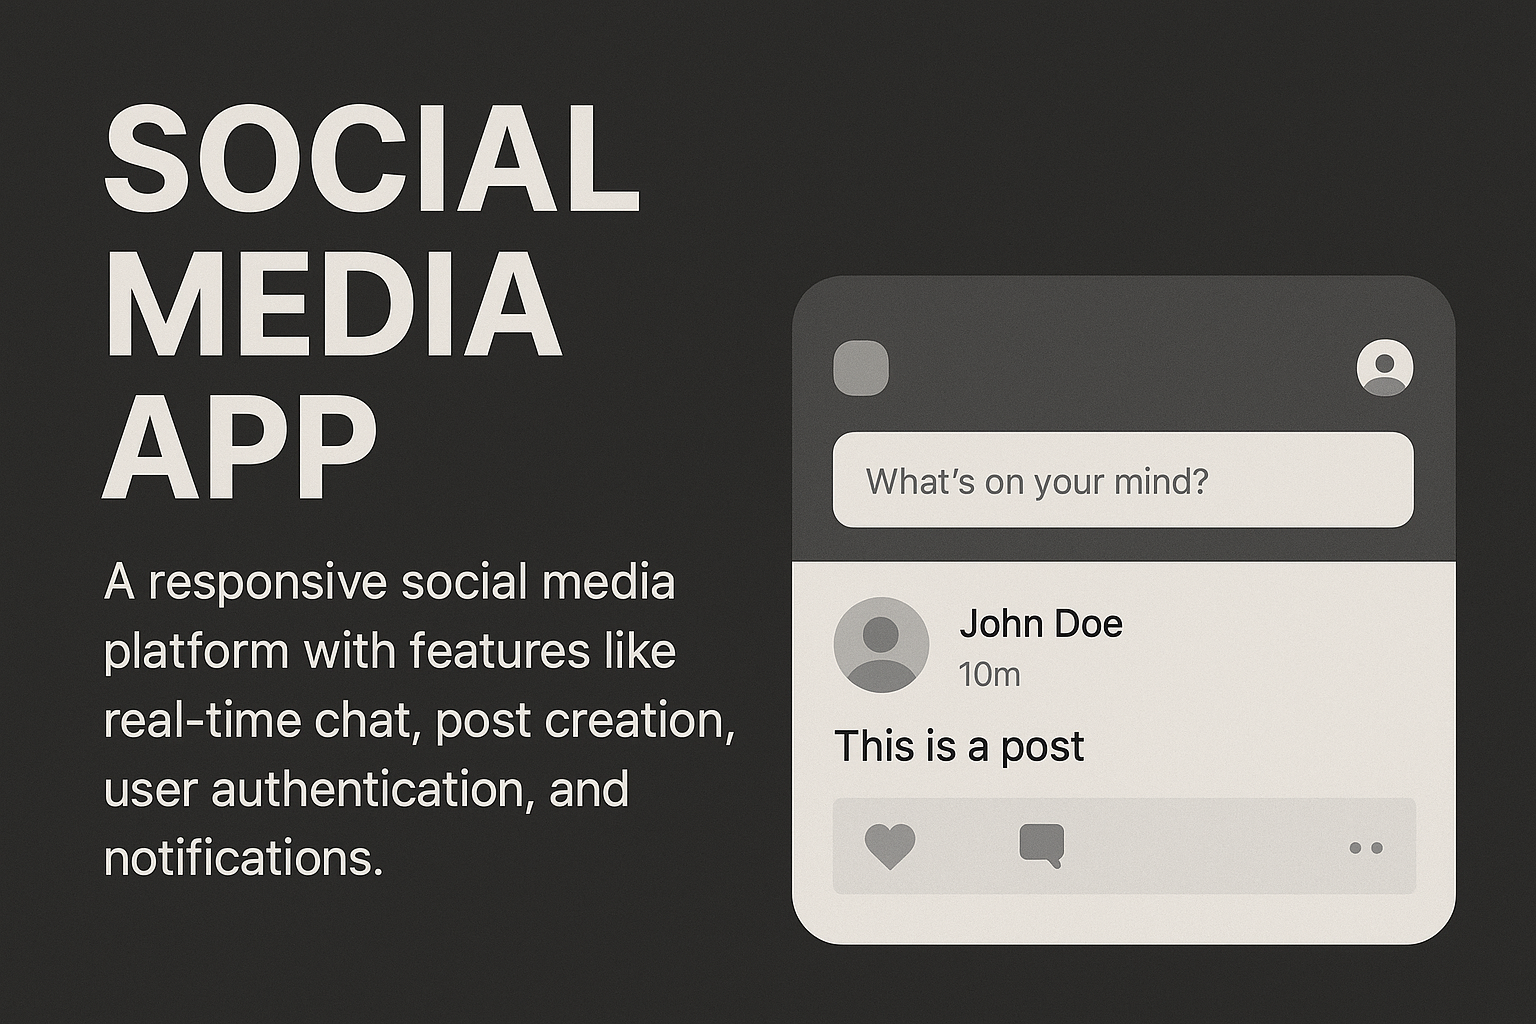 SOCIAL
MEDIA
APP
A responsive social media
platform with features like
real-time chat, post creation,
user authentication, and
notifications.
What’s on your mind?
John Doe
10m
This is a post